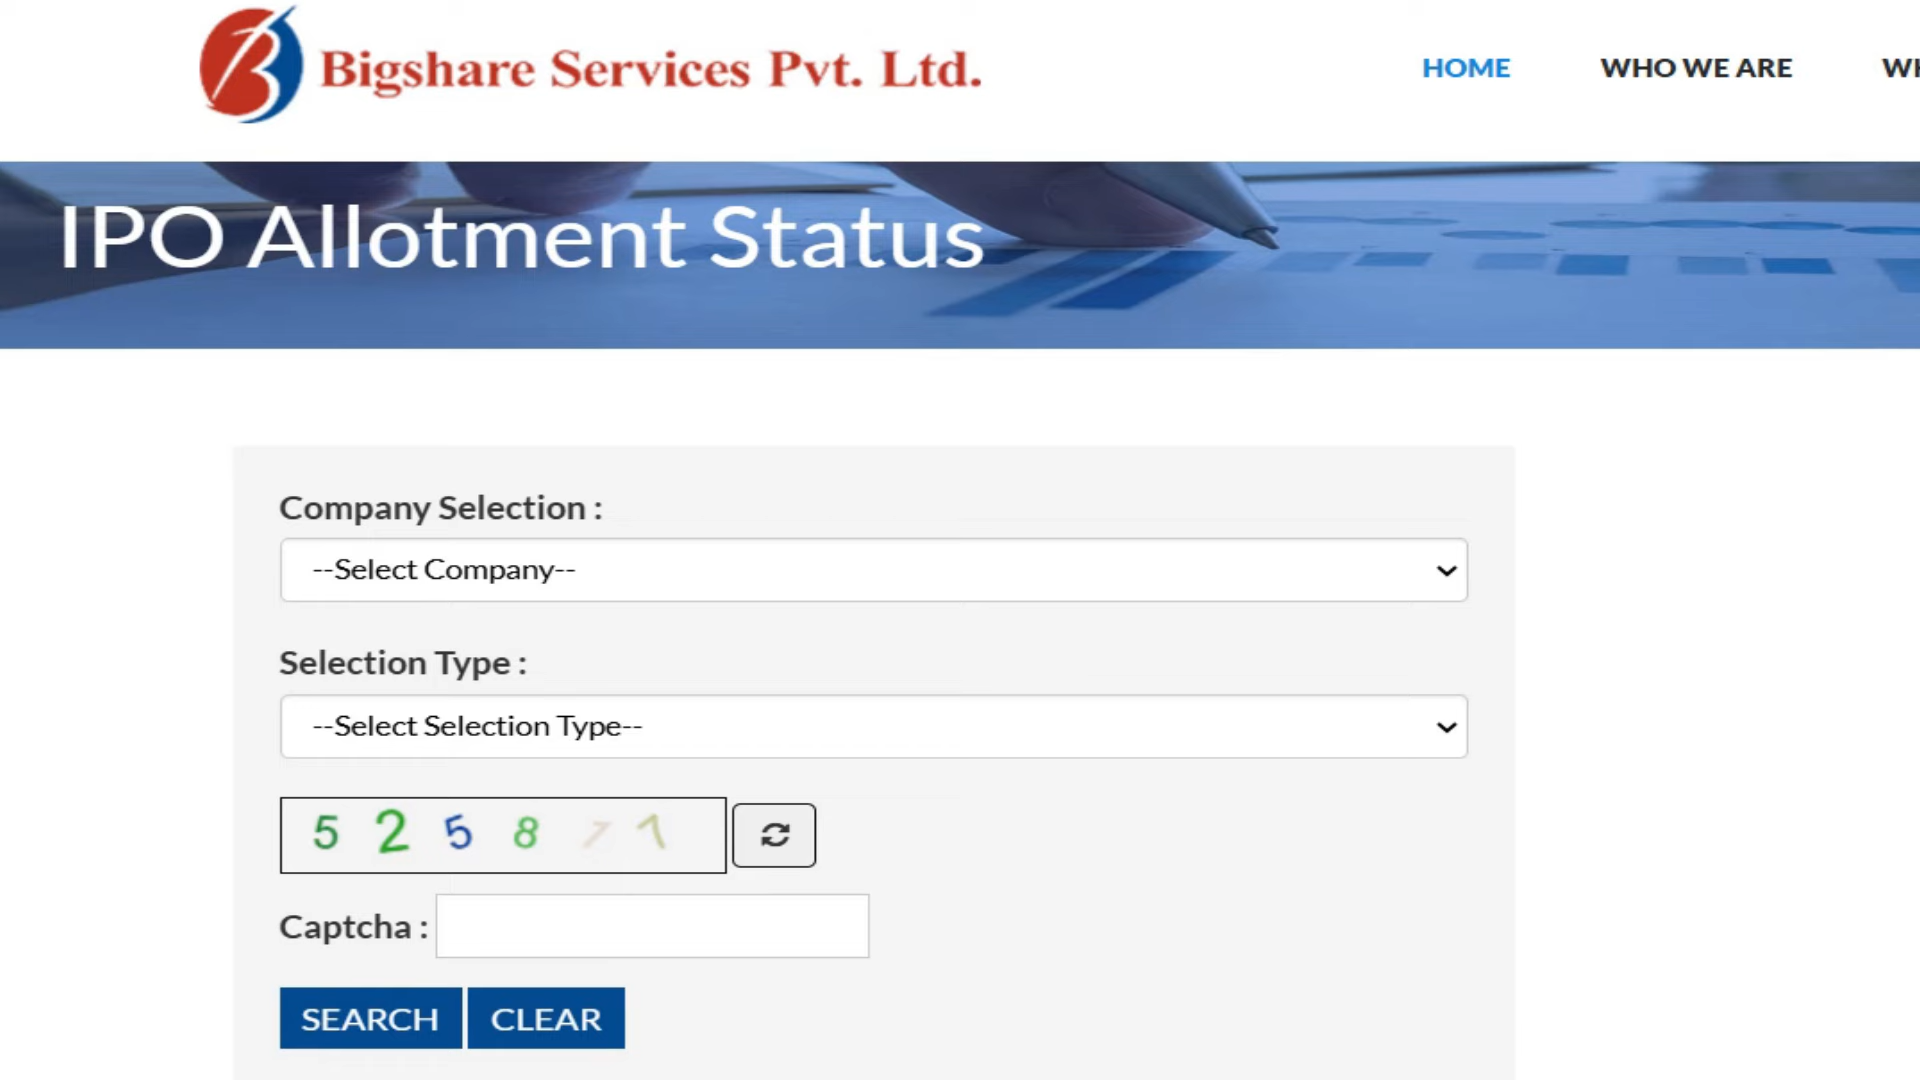 Bigshare Services Pvt. Ltd.
HOME WHO WE ARE
IPO Allotment Status
Company Selection :
--Select Company--
Selection Type :
--Select Selection Type--
5 2 5 8 7 7
Captcha :
SEARCH CLEAR